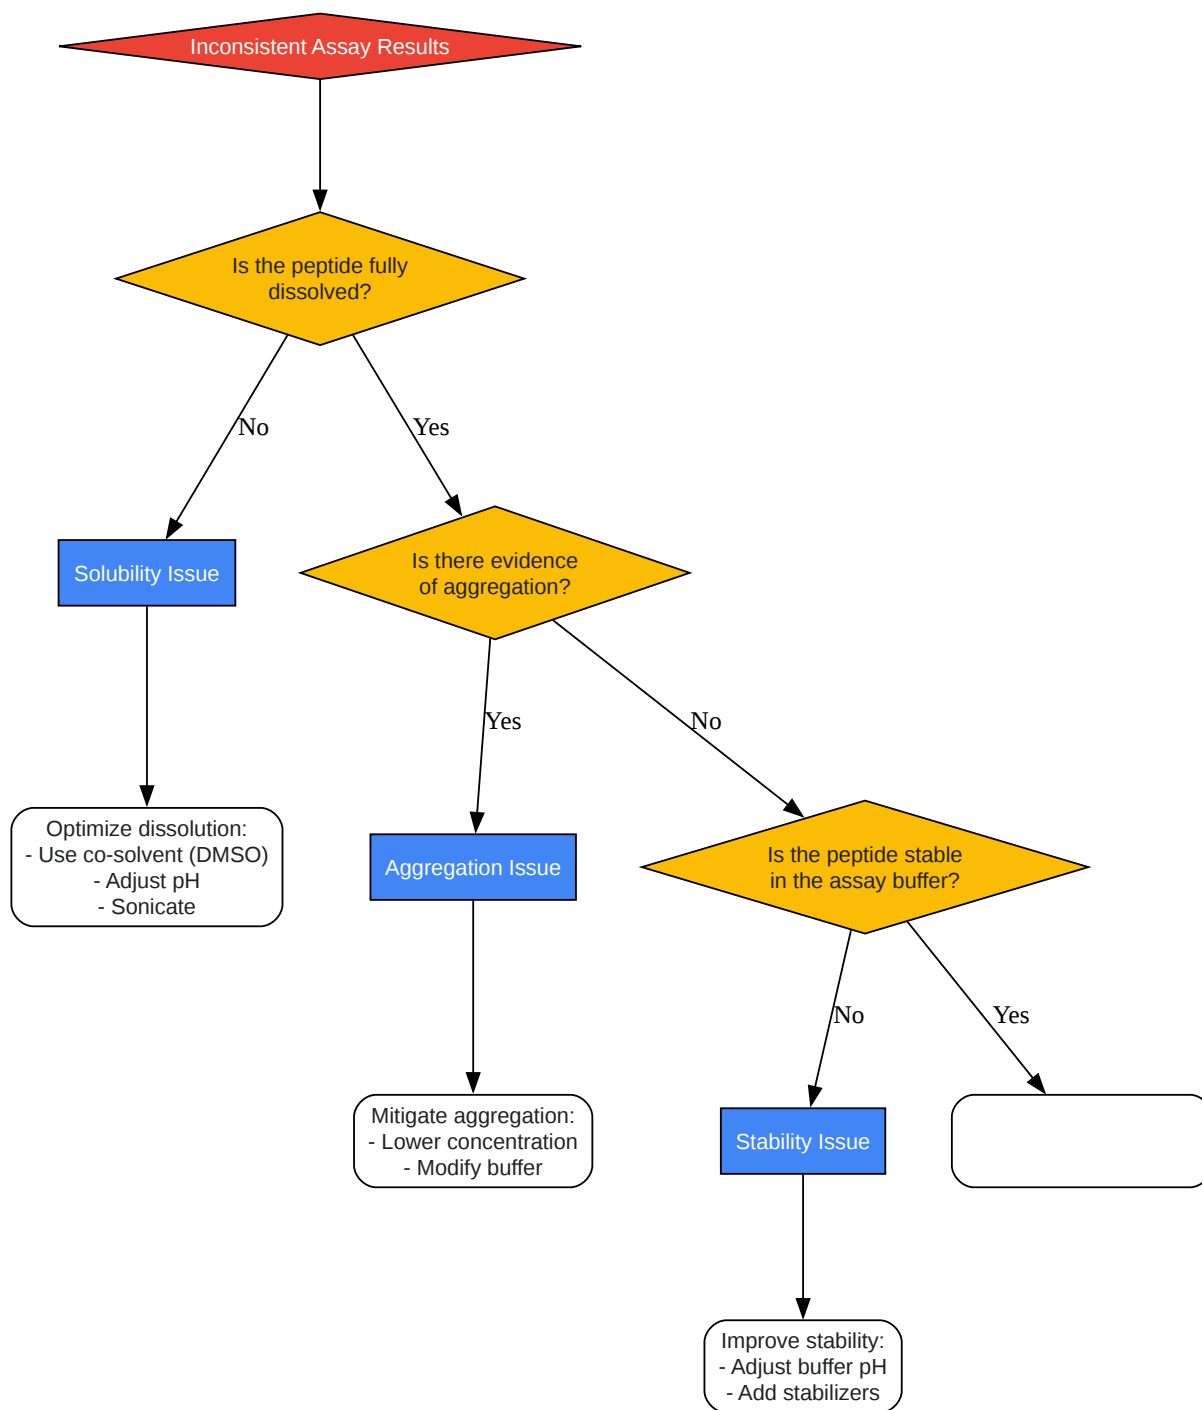 Inconsistent Assay Results
Is the peptide fully
dissolved?
No
Yes
Is there evidence
of aggregation?
Solubility Issue
Yes
No
Optimize dissolution:
- Use co-solvent (DMSO)
- Adjust pH
- Sonicate
Aggregation Issue
Is the peptide stable
in the assay buffer?
No
Yes
Mitigate aggregation:
- Lower concentration
- Modify buffer
Stability Issue
Improve stability:
- Adjust buffer pH
- Add stabilizers